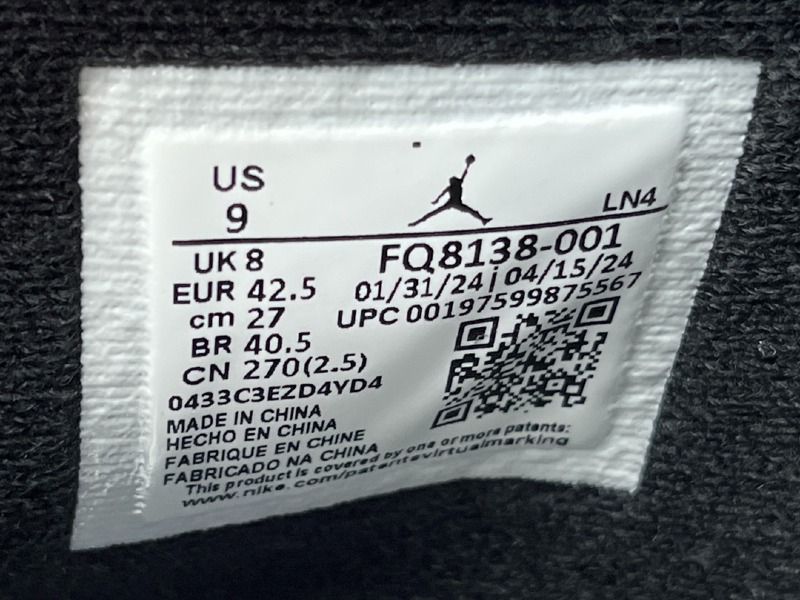 US
9
LN4
UK 8
FQ8138-001
EUR 42.5
01/31/24 | 04/15/24
cm 27
UPC 00197599875567
BR 40.5
CN 270(2.5)
0433C3EZD4YD4
MADE IN CHINA
HECHO EN CHINA
FABRIQUE EN CHINE
FABRICADO NA CHINA
This product is covered by one or more patents:
www.nike.com/patentsvirtualmarking